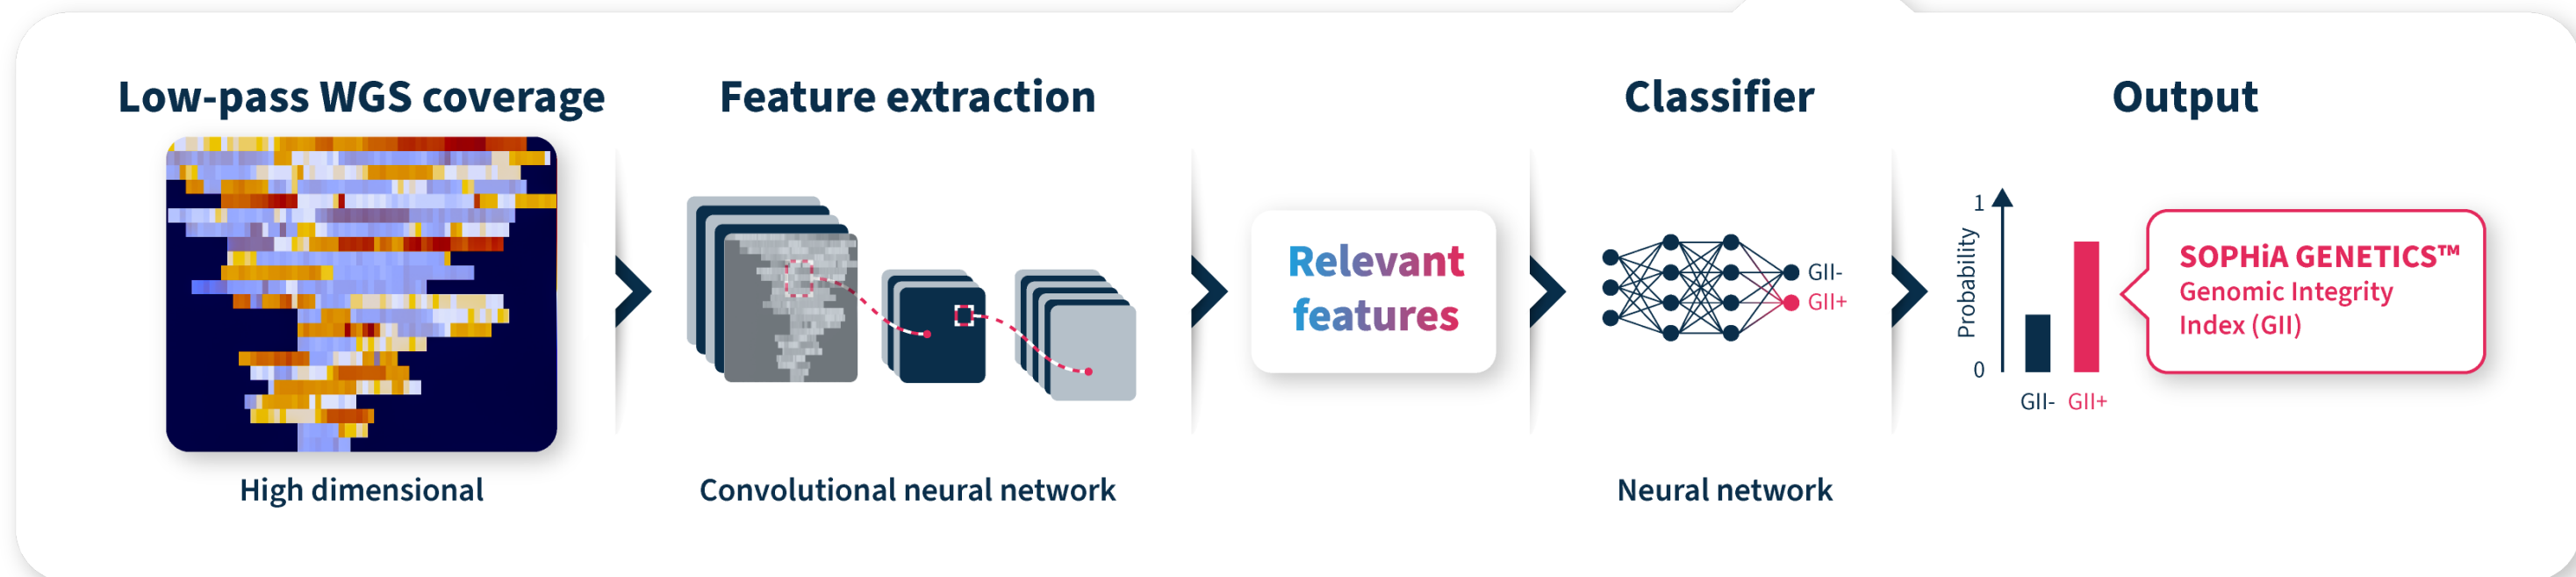 Low-pass WGS coverage
High dimensional
Feature extraction
Convolutional neural network
Relevant
features
Classifier
GII-
GII+
Neural network
Output
1
Probability
0
GII- GII+
SOPHiA GENETICS™
Genomic Integrity
Index (GII)